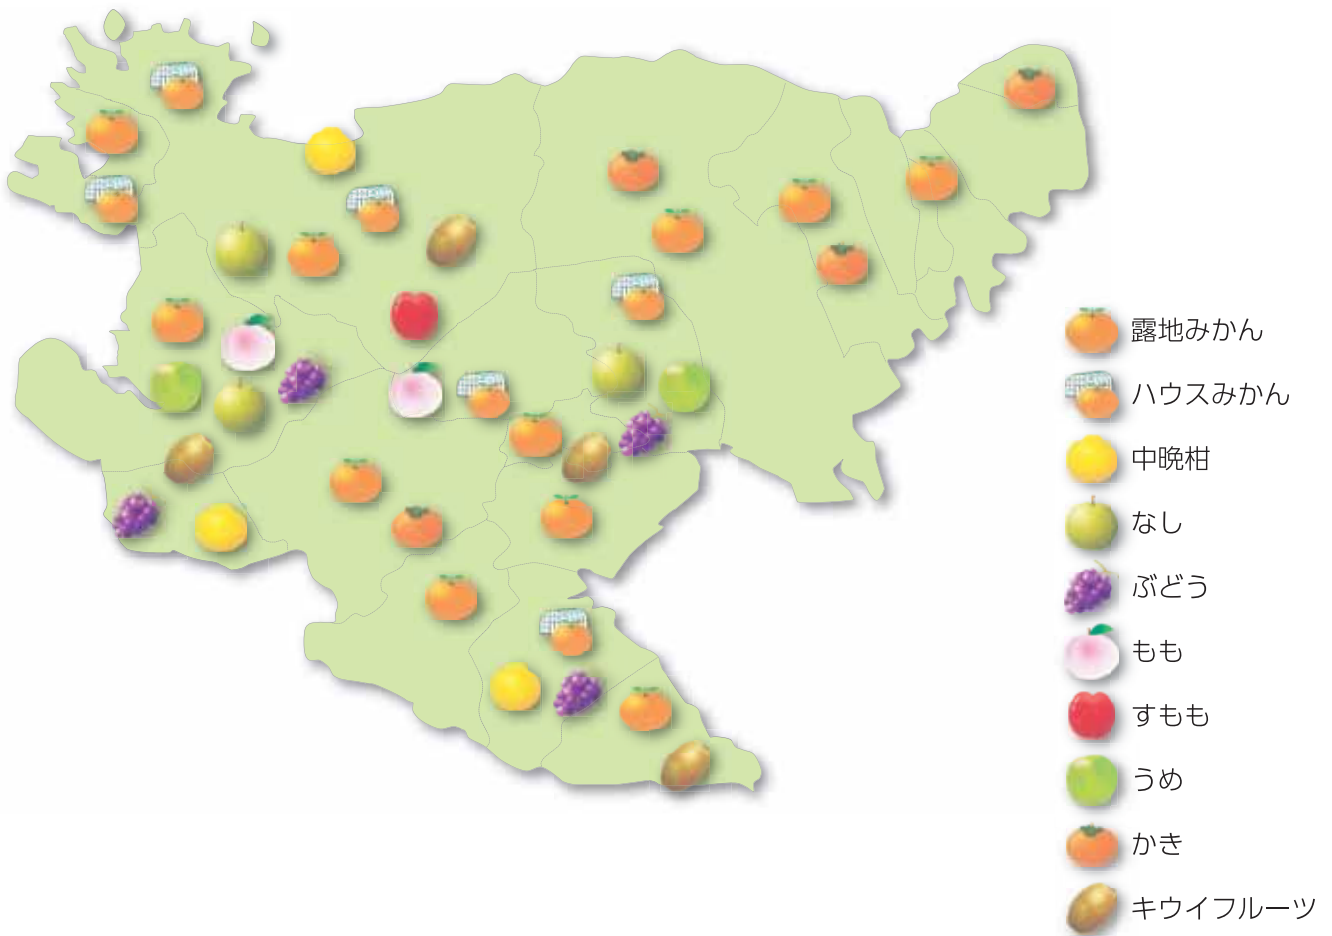 露地みかん
ハウスみかん
中晩柑
なし
ぶどう
もも
すもも
うめ
かき
キウイフルーツ